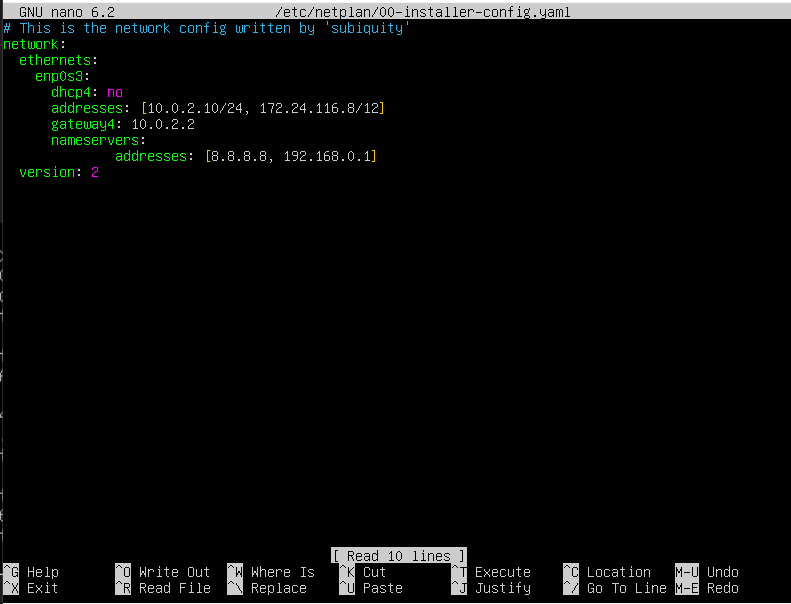 GNU nano 6.2 /etc/netplan/00-installer-config.yaml
# This is the network config written by 'subiquity'
network:
  ethernets:
    enp0s3:
      dhcp4: no
      addresses: [10.0.2.10/24, 172.24.116.8/12]
      gateway4: 10.0.2.2
      nameservers:
              addresses: [8.8.8.8, 192.168.0.1]
  version: 2
[ Read 10 lines ]
^G Help ^O Write Out ^W Where Is ^K Cut ^T Execute ^C Location M-U Undo
^X Exit ^R Read File ^\ Replace ^U Paste ^J Justify ^/ Go To Line M-E Redo